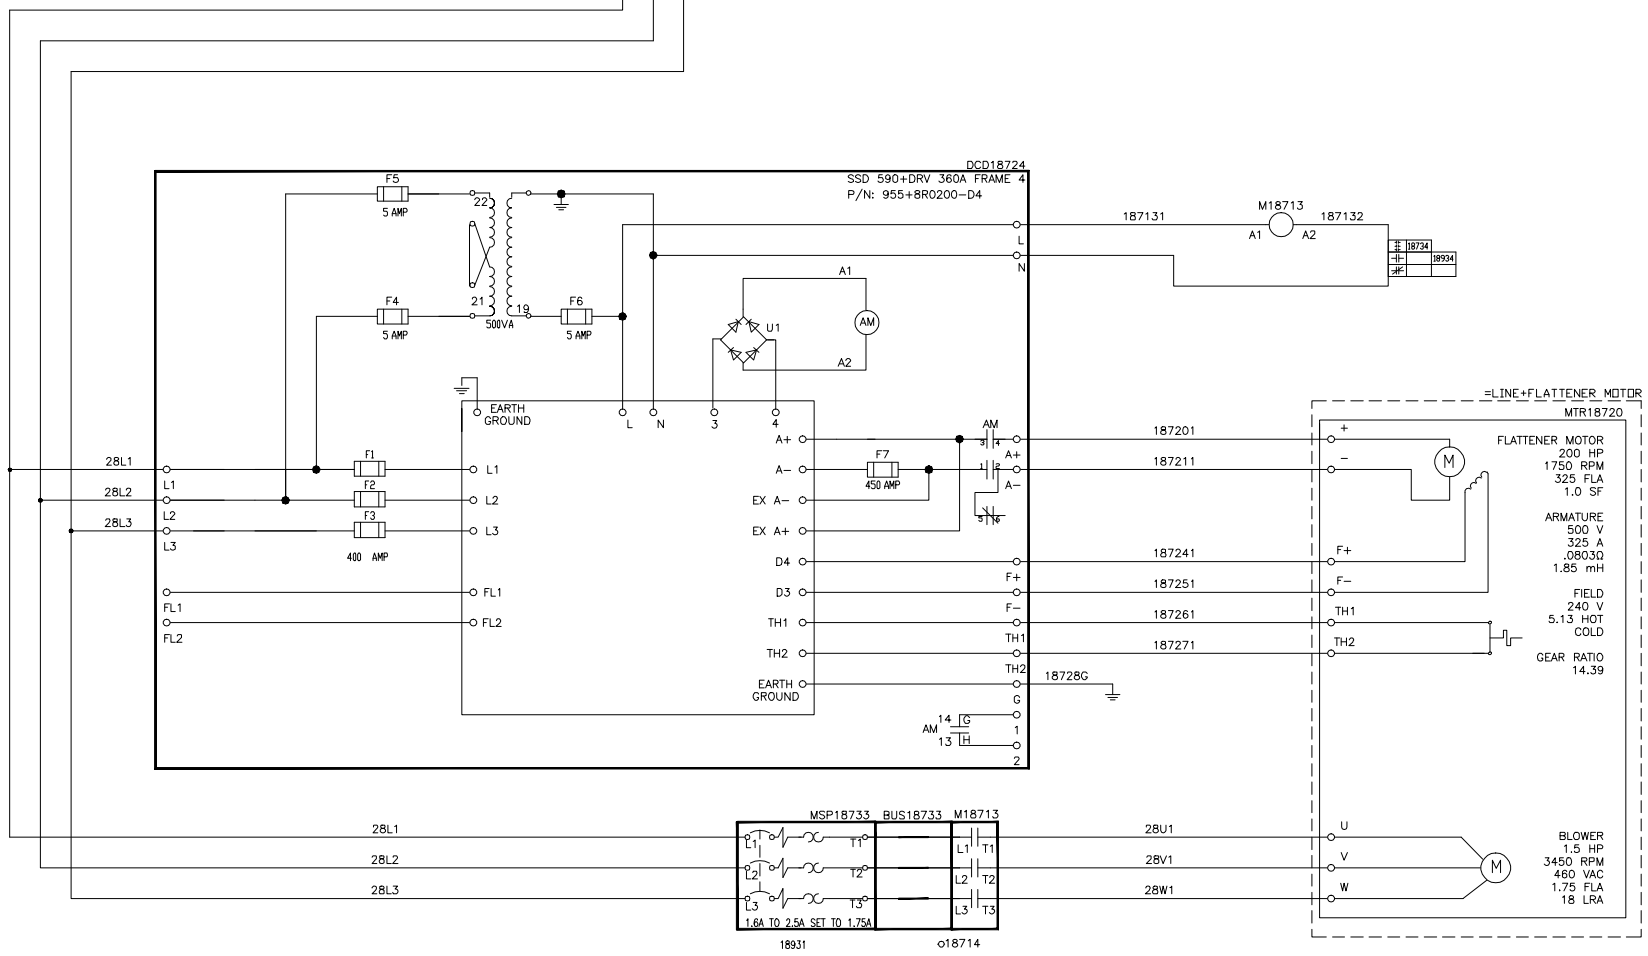 DCD18724
SSD 590+DRV 360A FRAME 4
P/N: 955+8R0200-D4
F5
5 AMP
22
21
500VA
19
F4
5 AMP
F6
5 AMP
187131
M18713
187132
A1
A2
L
N
18734
18934
A1
U1
AM
A2
EARTH
GROUND
L
N
3
4
=LINE+FLATTENER MOTOR
MTR18720
28L1
L1
28L2
L2
28L3
L3
F1
F2
F3
400 AMP
L1
L2
L3
FL1
FL2
FL1
FL2
A+
A-
EX A-
EX A+
D4
D3
TH1
TH2
EARTH
GROUND
F7
450 AMP
AM
3 4
1 2
5 6
A+
A-
F+
F-
TH1
TH2
G
1
2
AM
14 G
13 H
187201
187211
187241
187251
187261
187271
18728G
+
-
M
F+
F-
TH1
TH2
FLATTENER MOTOR
200 HP
1750 RPM
325 FLA
1.0 SF
ARMATURE
500 V
325 A
.0803Ω
1.85 mH
FIELD
240 V
5.13 HOT
COLD
GEAR RATIO
14.39
MSP18733
BUS18733
M18713
28L1
28L2
28L3
L1
T1
L2
T2
L3
T3
L1 T1
L2 T2
L3 T3
1.6A TO 2.5A SET TO 1.75A
18931
18714
28U1
28V1
28W1
U
V
W
M
BLOWER
1.5 HP
3450 RPM
460 VAC
1.75 FLA
18 LRA